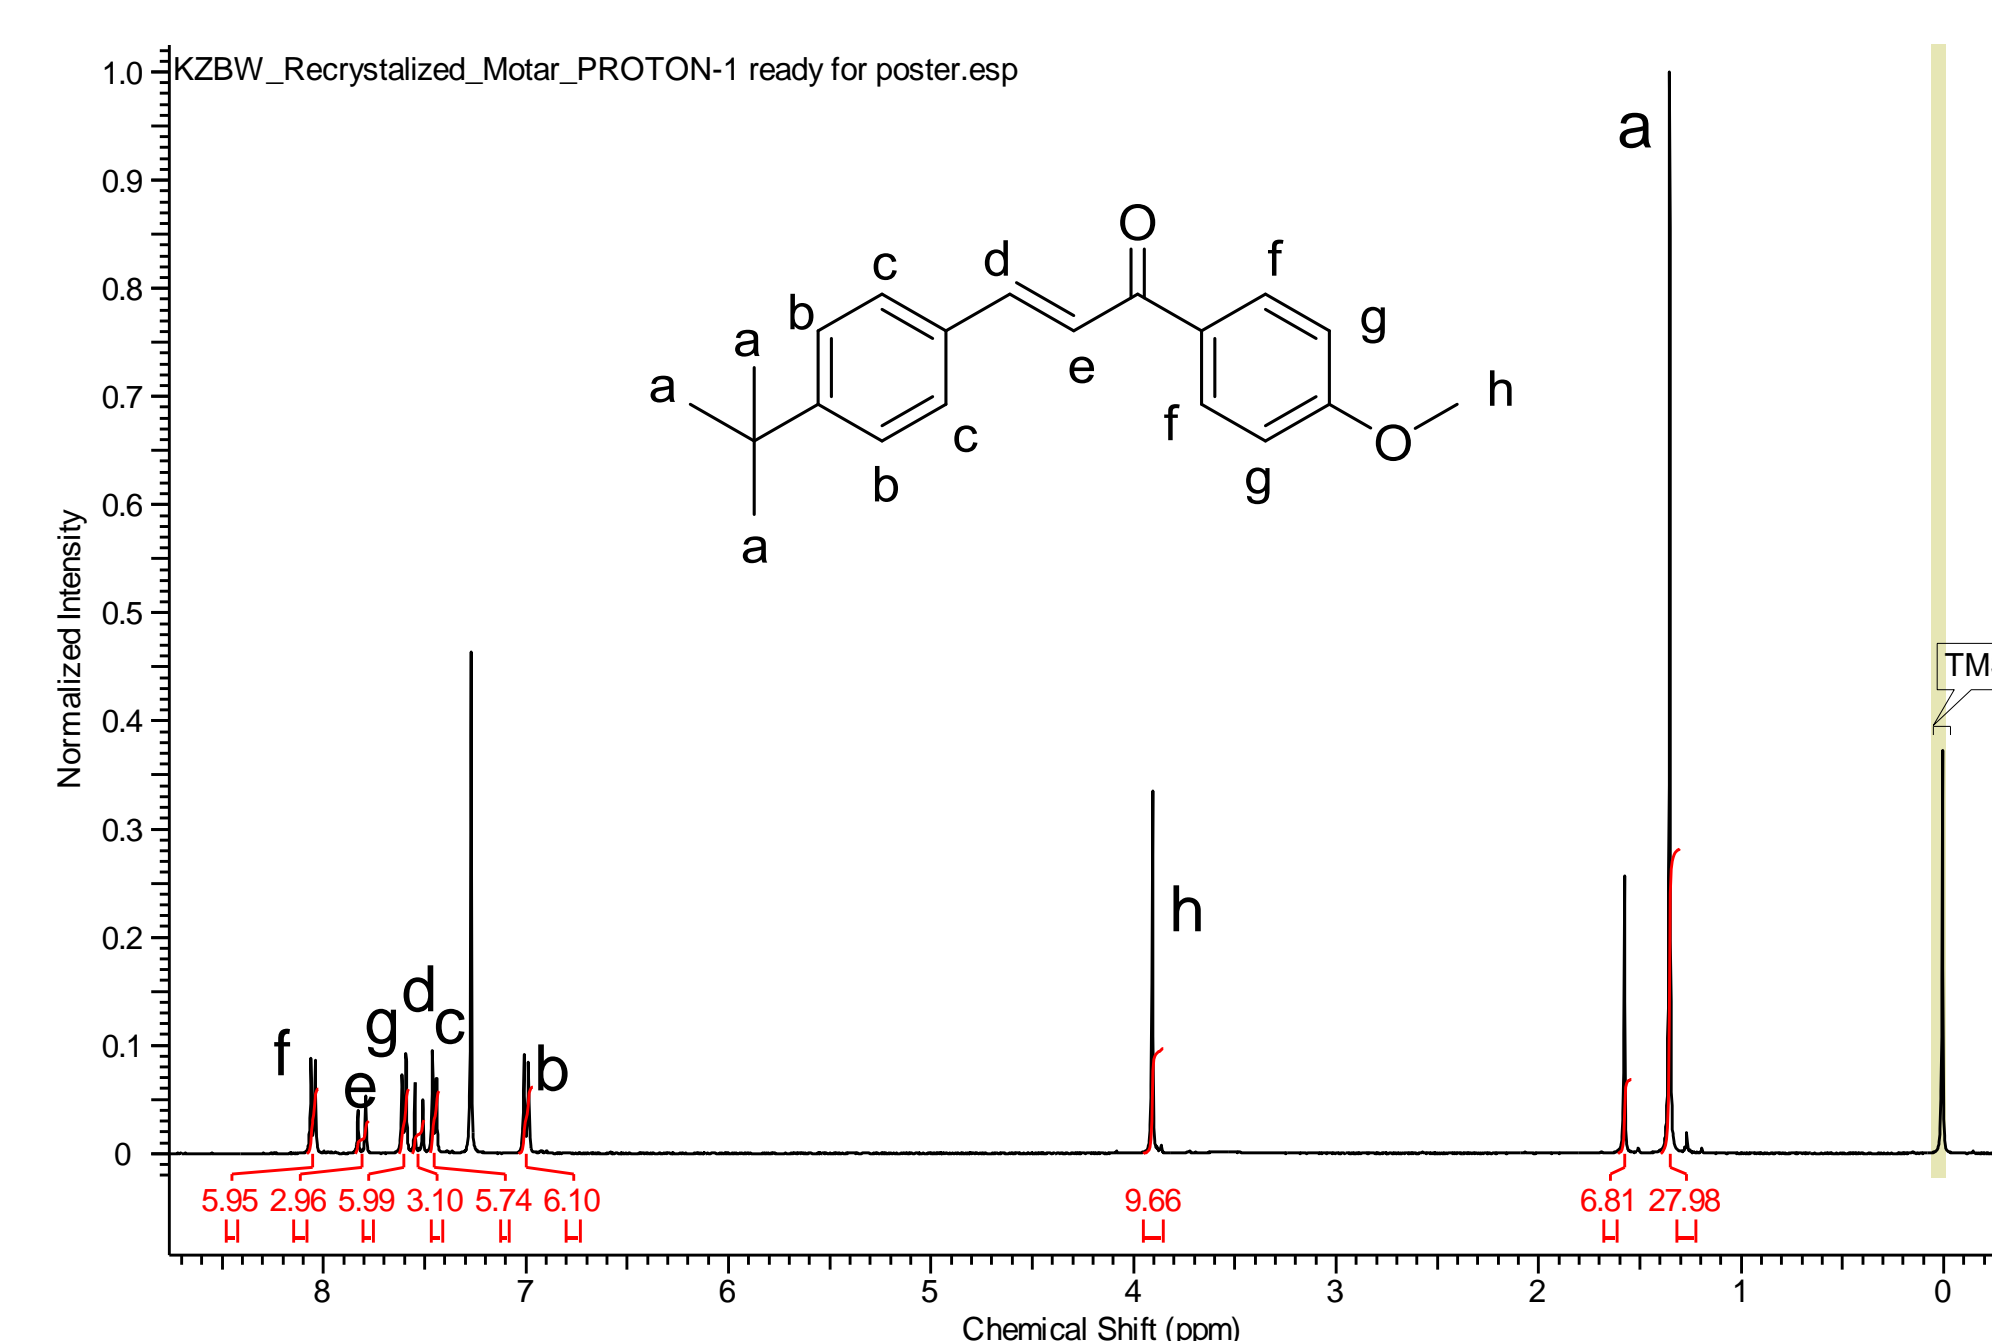 KZBW_Recrystalized_Motar_PROTON-1 ready for poster.esp
1.0
0.9
0.8
0.7
0.6
0.5
0.4
0.3
0.2
0.1
0
Normalized Intensity
a
O
d
f
c
g
b
a
e
a
h
f
c
O
b
g
a
h
f
e
g
d
c
b
5.95 2.96 5.99 3.10 5.74 6.10 9.66 6.81 27.98
8 7 6 5 4 3 2 1 0
Chemical Shift (ppm)